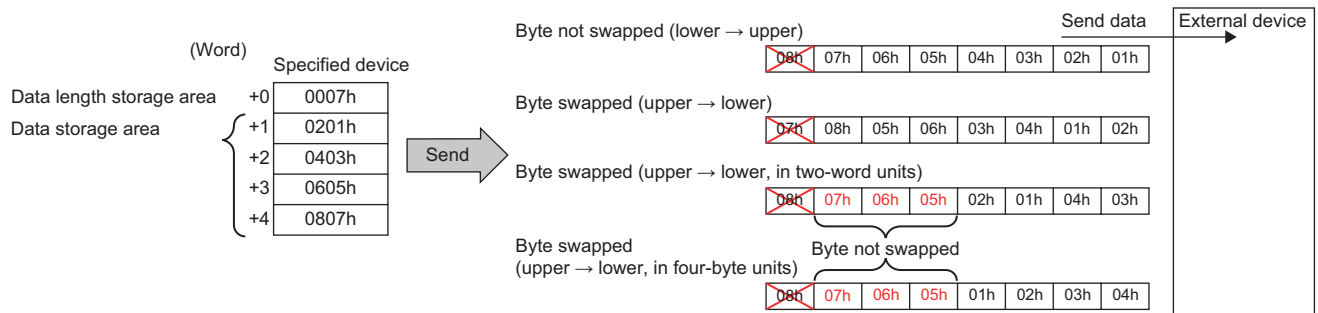 (Word)
Specified device
Data length storage area +0 0007h
Data storage area +1 0201h
+2 0403h
+3 0605h
+4 0807h
Send
Send data
External device
Byte not swapped (lower → upper)
08h 07h 06h 05h 04h 03h 02h 01h
Byte swapped (upper → lower)
07h 08h 05h 06h 03h 04h 01h 02h
Byte swapped (upper → lower, in two-word units)
08h 07h 06h 05h 02h 01h 04h 03h
Byte not swapped
Byte swapped
(upper → lower, in four-byte units)
08h 07h 06h 05h 01h 02h 03h 04h